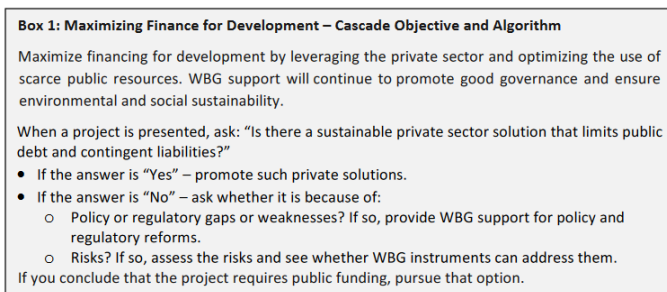 Box 1: Maximizing Finance for Development – Cascade Objective and Algorithm
Maximize financing for development by leveraging the private sector and optimizing the use of
scarce public resources. WBG support will continue to promote good governance and ensure
environmental and social sustainability.
When a project is presented, ask: “Is there a sustainable private sector solution that limits public
debt and contingent liabilities?”
• If the answer is “Yes” – promote such private solutions.
• If the answer is “No” – ask whether it is because of:
o Policy or regulatory gaps or weaknesses? If so, provide WBG support for policy and
regulatory reforms.
o Risks? If so, assess the risks and see whether WBG instruments can address them.
If you conclude that the project requires public funding, pursue that option.